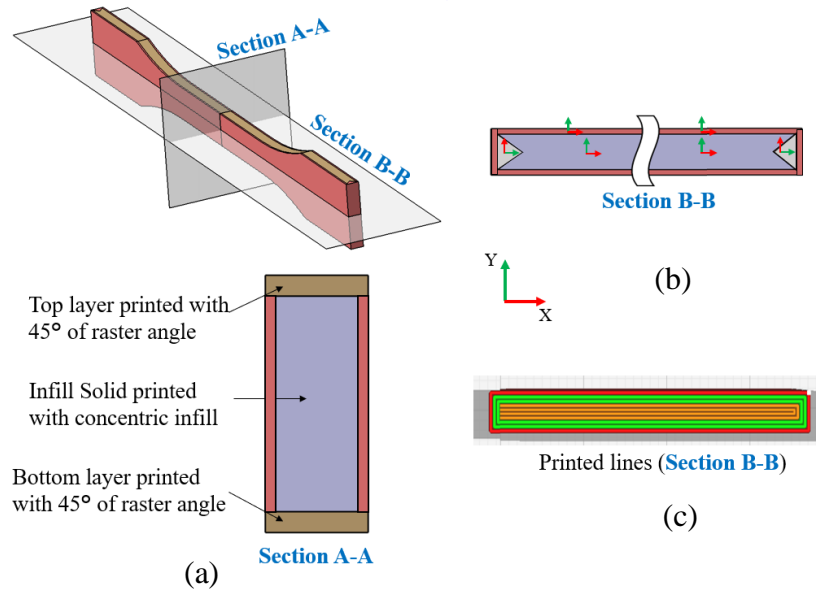 Section A-A
Section B-B
Top layer printed with
45° of raster angle
Infill Solid printed
with concentric infill
Bottom layer printed
with 45° of raster angle
Section A-A
(a)
Section B-B
(b)
Y
X
Printed lines (Section B-B)
(c)